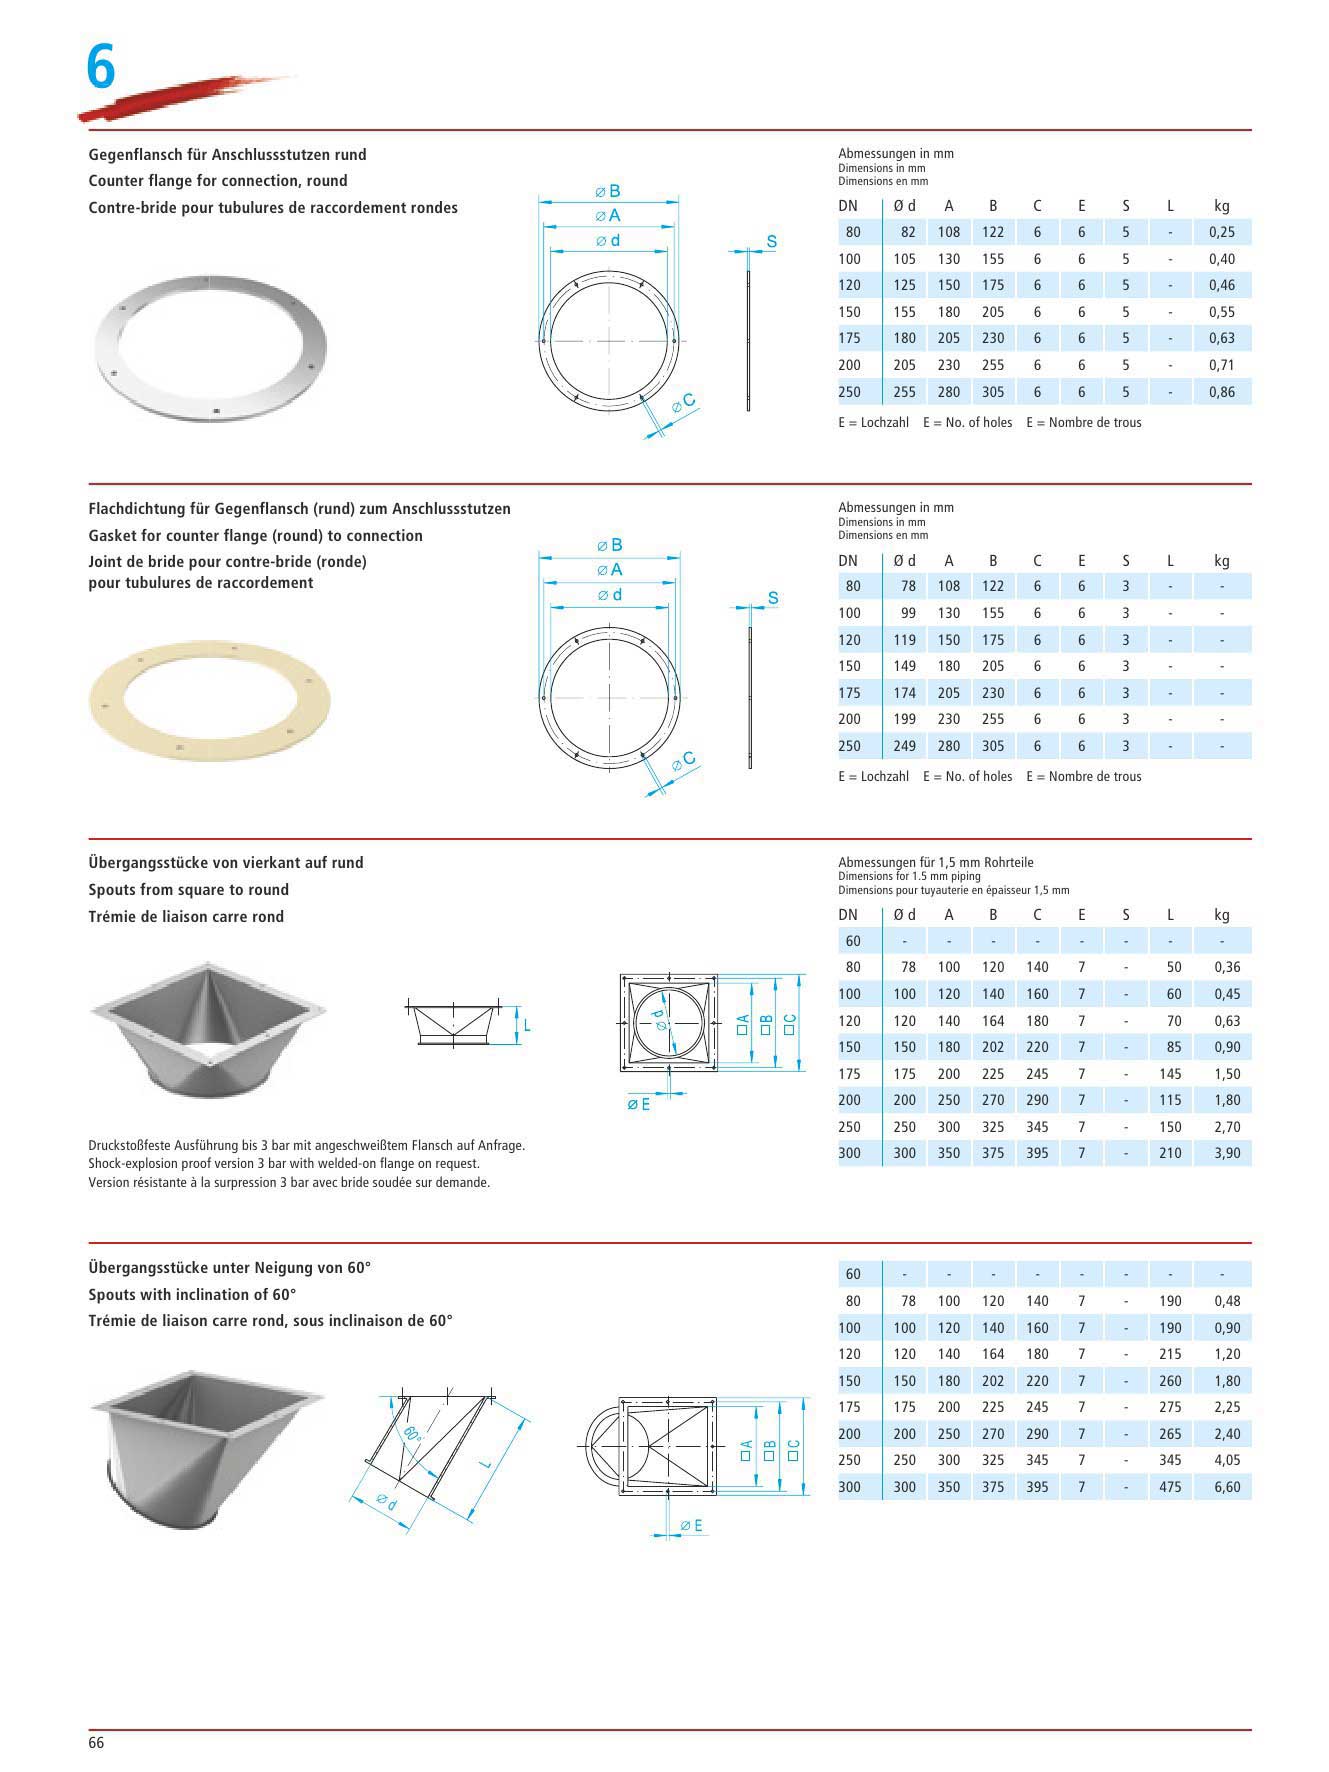 6
Gegenflansch für Anschlussstutzen rund
Counter flange for connection, round
Contre-bride pour tubulures de raccordement rondes
ø B
ø A
ø d
S
ø C
Abmessungen in mm
Dimensions in mm
Dimensions en mm
DN Ø d A B C E S L kg
80 82 108 122 6 6 5 - 0,25
100 105 130 155 6 6 5 - 0,40
120 125 150 175 6 6 5 - 0,46
150 155 180 205 6 6 5 - 0,55
175 180 205 230 6 6 5 - 0,63
200 205 230 255 6 6 5 - 0,71
250 255 280 305 6 6 5 - 0,86
E = Lochzahl E = No. of holes E = Nombre de trous
Flachdichtung für Gegenflansch (rund) zum Anschlussstutzen
Gasket for counter flange (round) to connection
Joint de bride pour contre-bride (ronde)
pour tubulures de raccordement
ø B
ø A
ø d
S
ø C
Abmessungen in mm
Dimensions in mm
Dimensions en mm
DN Ø d A B C E S L kg
80 78 108 122 6 6 3 - -
100 99 130 155 6 6 3 - -
120 119 150 175 6 6 3 - -
150 149 180 205 6 6 3 - -
175 174 205 230 6 6 3 - -
200 199 230 255 6 6 3 - -
250 249 280 305 6 6 3 - -
E = Lochzahl E = No. of holes E = Nombre de trous
Übergangsstücke von vierkant auf rund
Spouts from square to round
Trémie de liaison carre rond
L
ø d
□A
□B
□C
ø E
Druckstoßfeste Ausführung bis 3 bar mit angeschweißtem Flansch auf Anfrage.
Shock-explosion proof version 3 bar with welded-on flange on request.
Version résistante à la surpression 3 bar avec bride soudée sur demande.
Abmessungen für 1,5 mm Rohrteile
Dimensions for 1.5 mm piping
Dimensions pour tuyauterie en épaisseur 1,5 mm
DN Ø d A B C E S L kg
60 - - - - - - - -
80 78 100 120 140 7 - 50 0,36
100 100 120 140 160 7 - 60 0,45
120 120 140 164 180 7 - 70 0,63
150 150 180 202 220 7 - 85 0,90
175 175 200 225 245 7 - 145 1,50
200 200 250 270 290 7 - 115 1,80
250 250 300 325 345 7 - 150 2,70
300 300 350 375 395 7 - 210 3,90
Übergangsstücke unter Neigung von 60°
Spouts with inclination of 60°
Trémie de liaison carre rond, sous inclinaison de 60°
60°
L
ø d
□A
□B
□C
ø E
60 - - - - - - - -
80 78 100 120 140 7 - 190 0,48
100 100 120 140 160 7 - 190 0,90
120 120 140 164 180 7 - 215 1,20
150 150 180 202 220 7 - 260 1,80
175 175 200 225 245 7 - 275 2,25
200 200 250 270 290 7 - 265 2,40
250 250 300 325 345 7 - 345 4,05
300 300 350 375 395 7 - 475 6,60
66